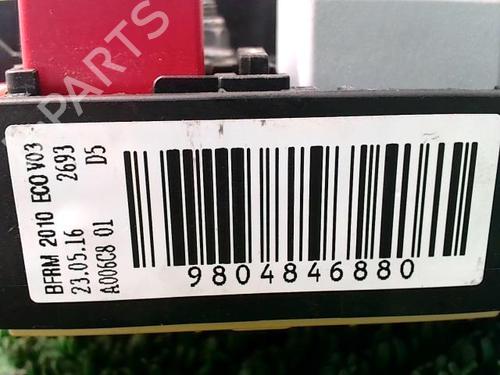 BFRM 2010 ECO V03
23.05.16 2693
A006C8 01 D5
9804846880
PARTS